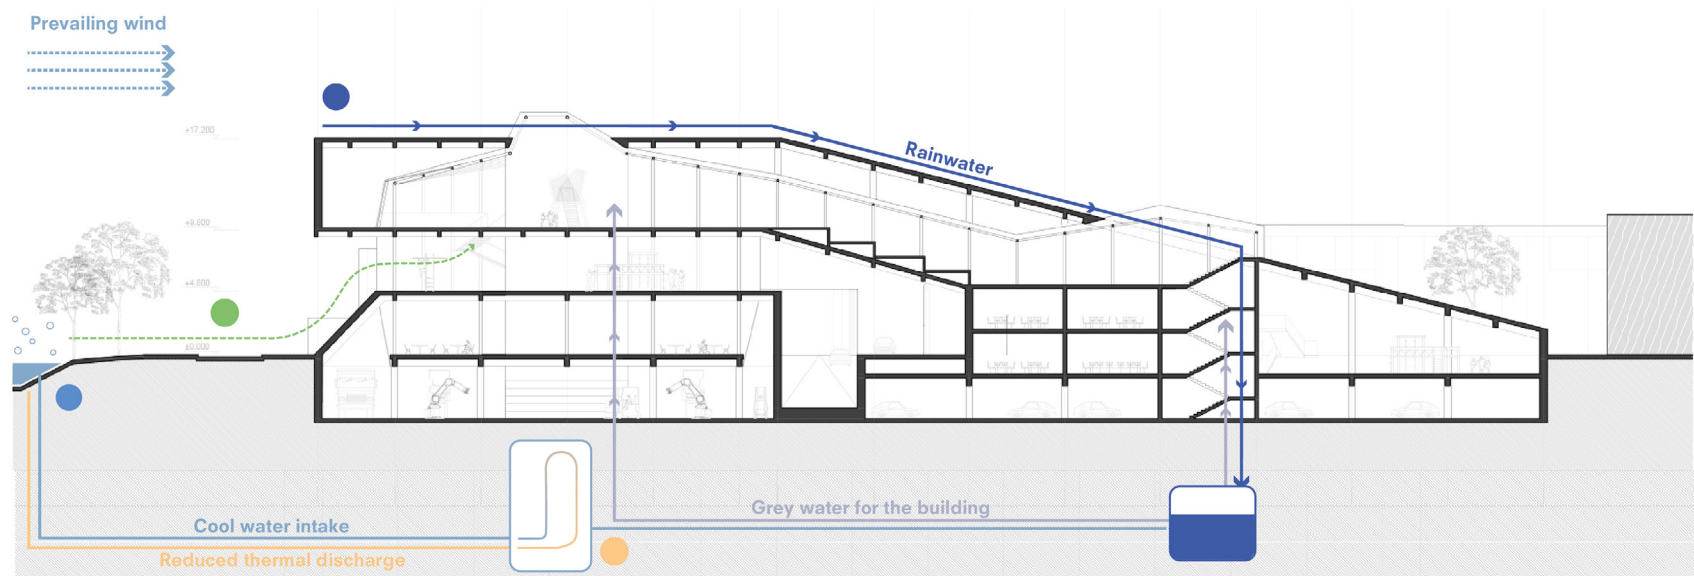 Prevailing wind
+17.200
Rainwater
+9.600
+4.600
±0.000
Grey water for the building
Cool water intake
Reduced thermal discharge